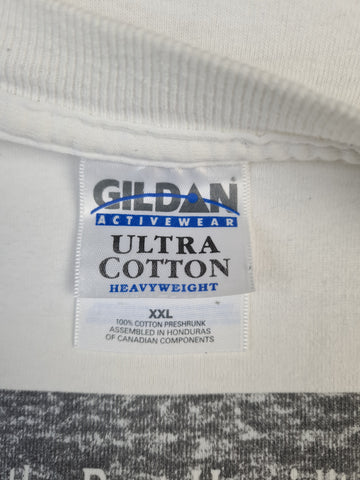 GILDAN
ACTIVEWEAR
ULTRA
COTTON
HEAVYWEIGHT
XXL
100% COTTON PRESHRUNK
ASSEMBLED IN HONDURAS
OF CANADIAN COMPONENTS